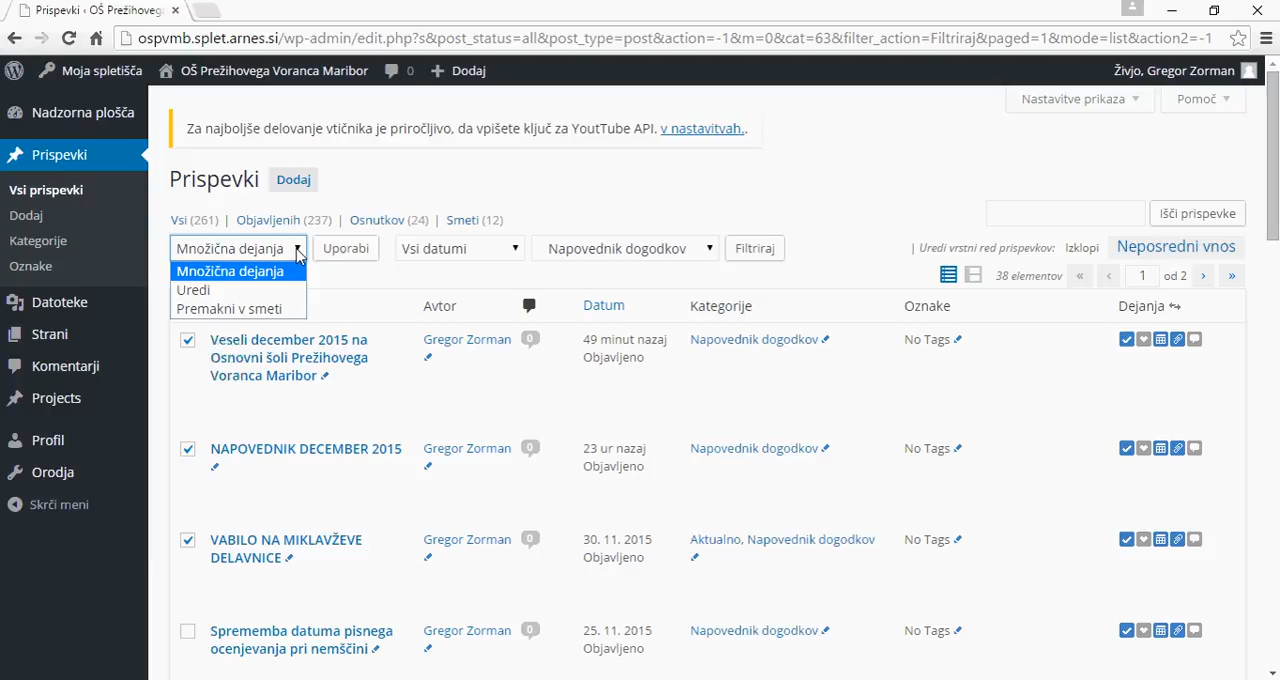 Prispevki ‹ OŠ Prežihoveg
ospvmb.splet.arnes.si/wp-admin/edit.php?s&post_status=all&post_type=post&action=-1&m=0&cat=63&filter_action=Filtriraj&paged=1&mode=list&action2=-1
Moja spletišča OŠ Prežihovega Voranca Maribor 0 Dodaj Živjo, Gregor Zorman
Nadzorna plošča
Prispevki
Vsi prispevki
Dodaj
Kategorije
Oznake
Datoteke
Strani
Komentarji
Projects
Profil
Orodja
Skrči meni
Nastavitve prikaza Pomoč
Za najboljše delovanje vtičnika je priročljivo, da vpišete ključ za YoutTube API. v nastavitvah..
Prispevki Dodaj
Vsi (261) | Objavljenih (237) | Osnutkov (24) | Smeti (12)
Išči prispevke
Množična dejanja Uporabi Vsi datumi Napovednik dogodkov Filtriraj | Uredi vrstni red prispevkov: Izklopi Neposredni vnos
Množična dejanja
Uredi
Premakni v smeti
38 elementov « ‹ 1 od 2 › »
Avtor Datum Kategorije Oznake Dejanja
Veseli december 2015 na
Osnovni šoli Prežihovega
Voranca Maribor
Gregor Zorman 0 49 minut nazaj
Objavljeno
Napovednik dogodkov No Tags
NAPOVEDNIK DECEMBER 2015
Gregor Zorman 0 23 ur nazaj
Objavljeno
Napovednik dogodkov No Tags
VABILO NA MIKLAVŽEVE
DELAVNICE
Gregor Zorman 0 30. 11. 2015
Objavljeno
Aktualno, Napovednik dogodkov No Tags
Sprememba datuma pisnega
ocenjevanja pri nemščini
Gregor Zorman 0 25. 11. 2015
Objavljeno
Napovednik dogodkov No Tags